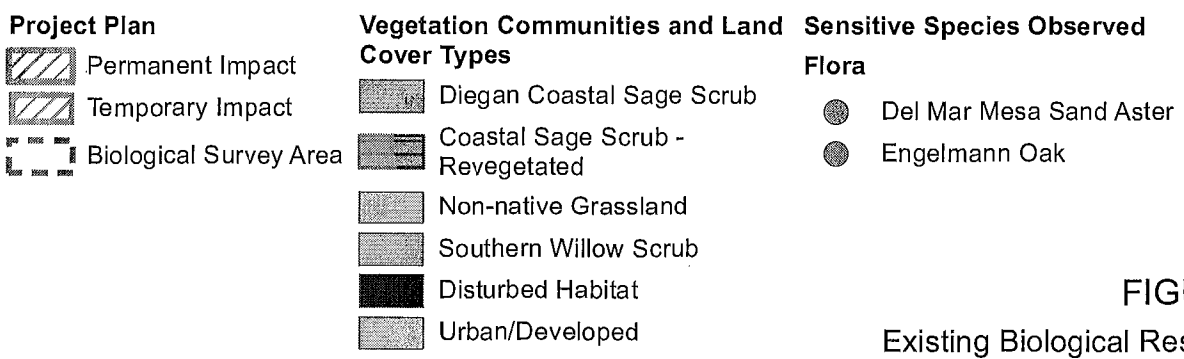 Project Plan
Permanent Impact
Temporary Impact
Biological Survey Area
Vegetation Communities and Land
Cover Types
Diegan Coastal Sage Scrub
Coastal Sage Scrub -
Revegetated
Non-native Grassland
Southern Willow Scrub
Disturbed Habitat
Urban/Developed
Sensitive Species Observed
Flora
Del Mar Mesa Sand Aster
Engelmann Oak
Existing Biological